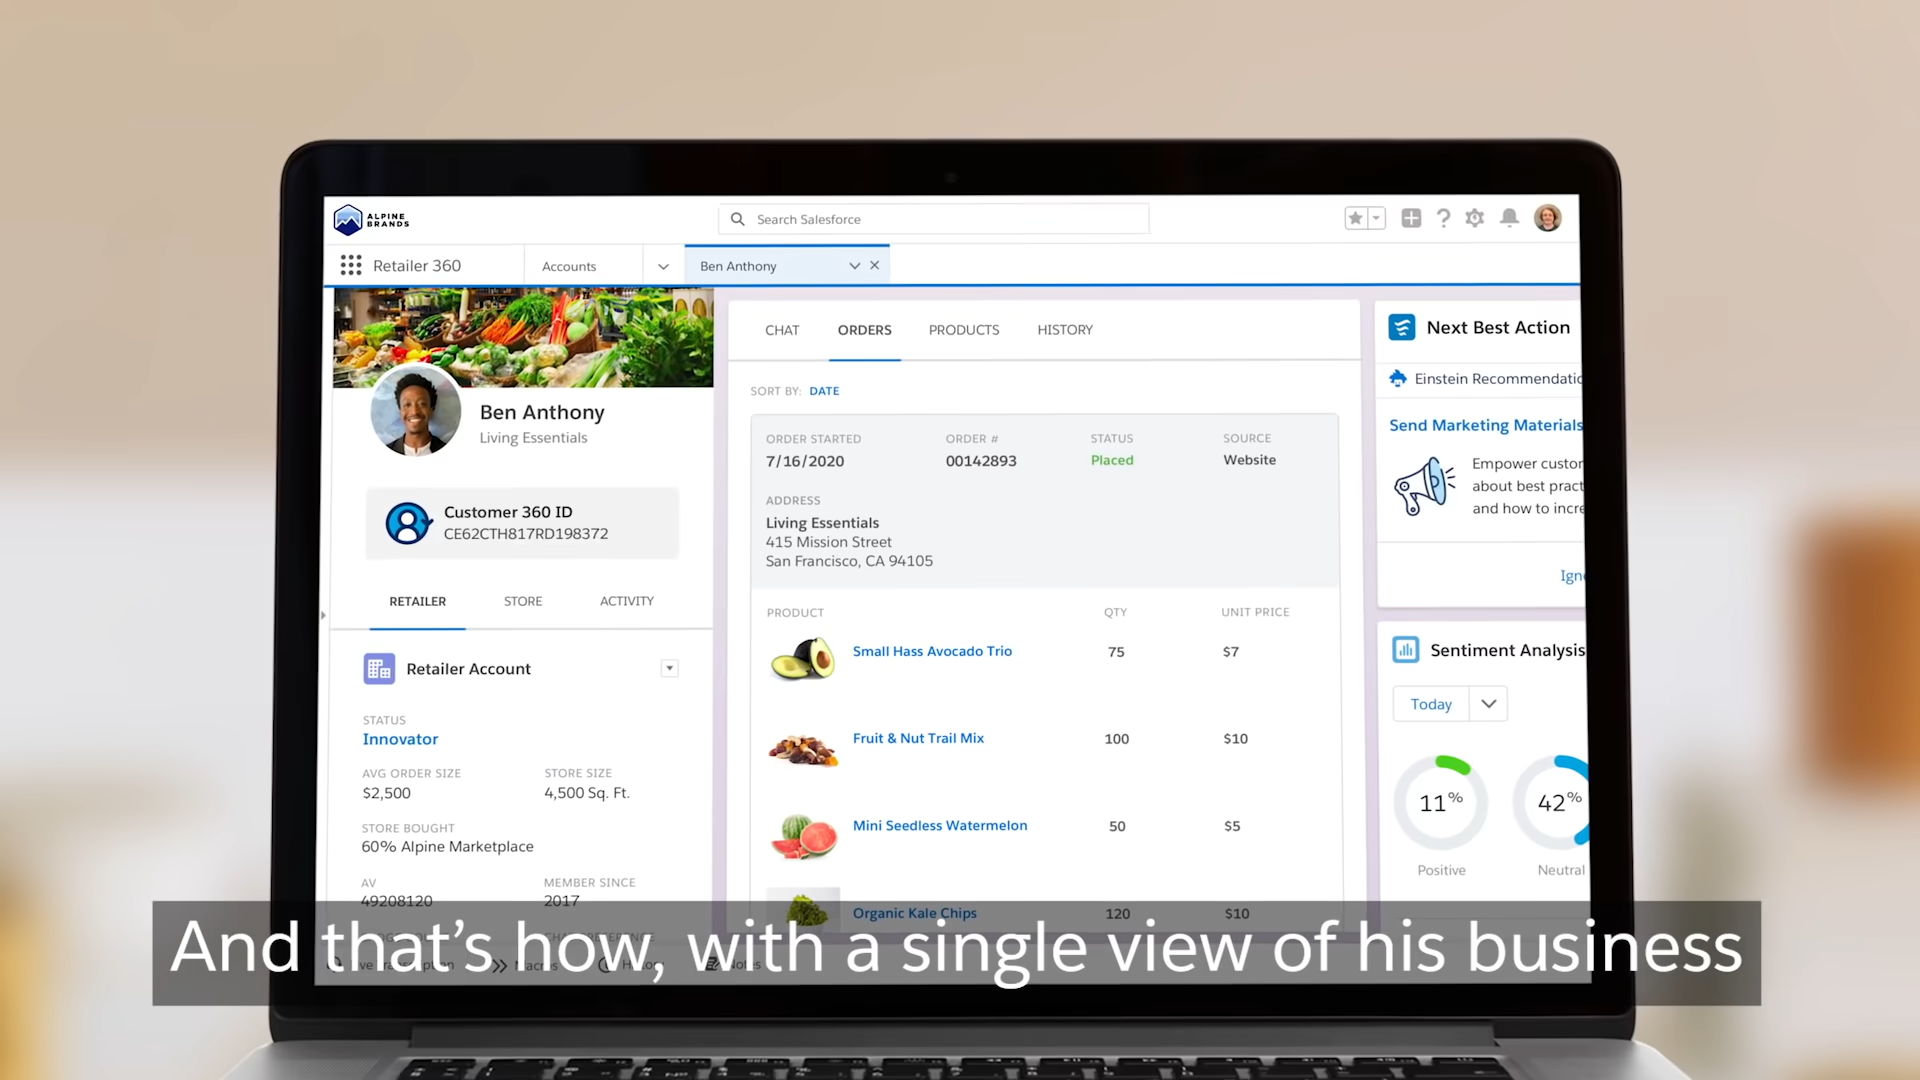 ALPINE
BRANDS
Search Salesforce
Retailer 360
Accounts
Ben Anthony
Ben Anthony
Living Essentials
Customer 360 ID
CE62CTH817RD198372
RETAILER STORE ACTIVITY
Retailer Account
STATUS
Innovator
AVG ORDER SIZE STORE SIZE
$2,500 4,500 Sq. Ft.
STORE BOUGHT
60% Alpine Marketplace
AV MEMBER SINCE
49208120 2017
CHAT ORDERS PRODUCTS HISTORY
SORT BY: DATE
ORDER STARTED ORDER # STATUS SOURCE
7/16/2020 00142893 Placed Website
ADDRESS
Living Essentials
415 Mission Street
San Francisco, CA 94105
PRODUCT QTY UNIT PRICE
Small Hass Avocado Trio 75 $7
Fruit & Nut Trail Mix 100 $10
Mini Seedless Watermelon 50 $5
Organic Kale Chips 120 $10
Next Best Action
Einstein Recommendatio
Send Marketing Materials
Empower custor
about best pract
and how to incre
Igno
Sentiment Analysis
Today
11% 42%
Positive Neutral
And that's how, with a single view of his business